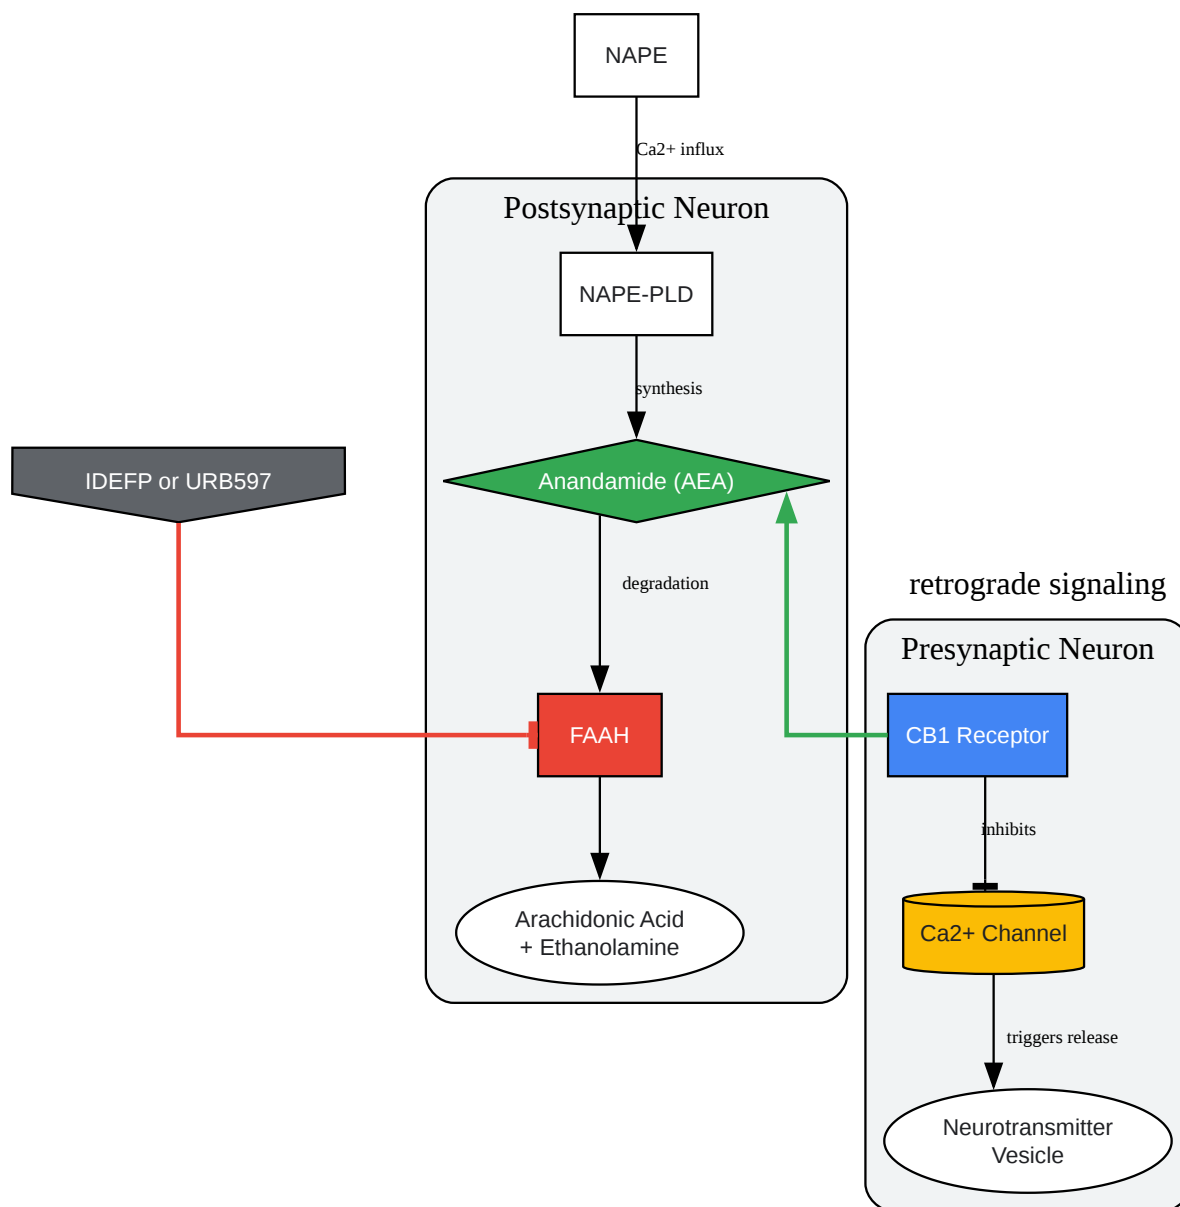 NAPE
Ca2+ influx
Postsynaptic Neuron
NAPE-PLD
synthesis
IDEFP or URB597
Anandamide (AEA)
degradation
retrograde signaling
Presynaptic Neuron
FAAH
CB1 Receptor
inhibits
Arachidonic Acid
+ Ethanolamine
Ca2+ Channel
triggers release
Neurotransmitter
Vesicle